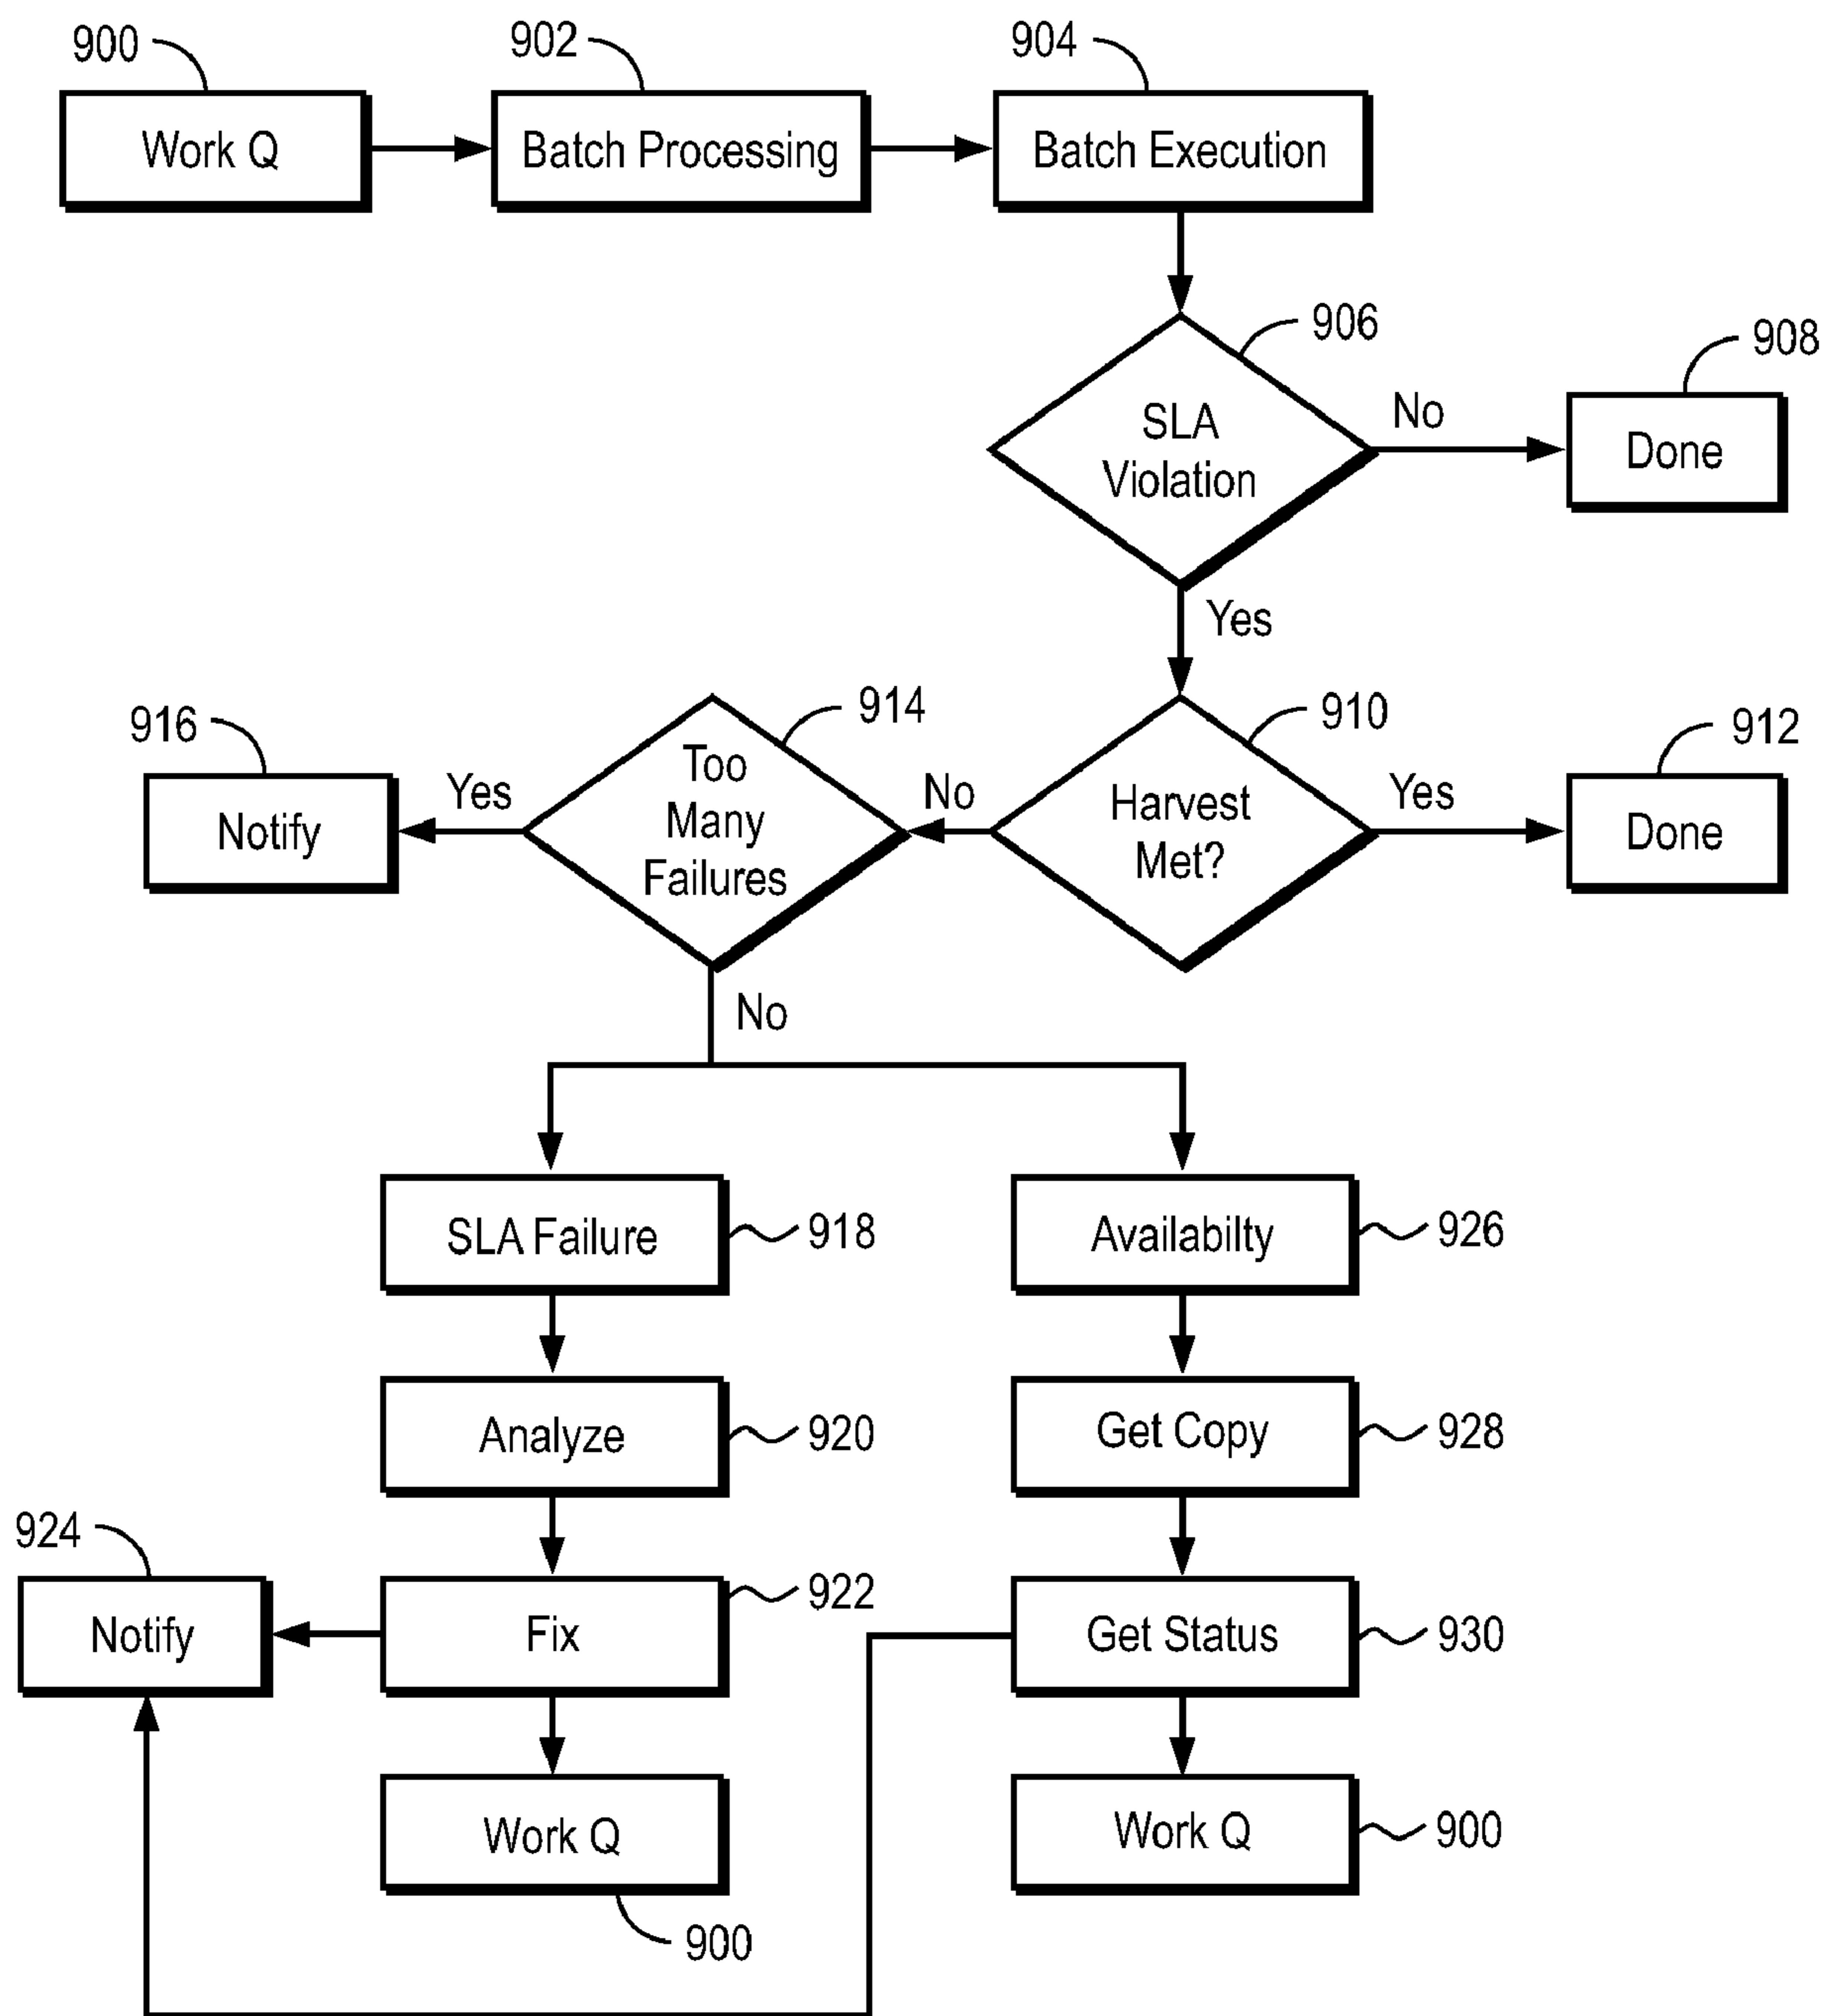 900
902
904
Work Q
Batch Processing
Batch Execution
906
908
SLA
Violation
No
Done
Yes
916
914
910
912
Notify
Yes
Too
Many
Failures
No
Harvest
Met?
Yes
Done
No
SLA Failure
918
Availabilty
926
Analyze
920
Get Copy
928
924
Notify
Fix
922
Get Status
930
Work Q
900
Work Q
900